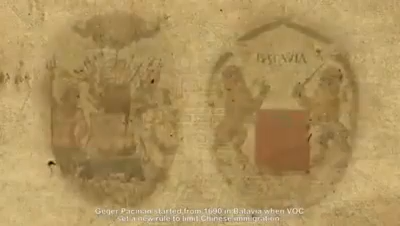 BATAVIA
Geger Pacinan started from 1690 in Batavia when VOC
set a new rule to limit Chinese immigration